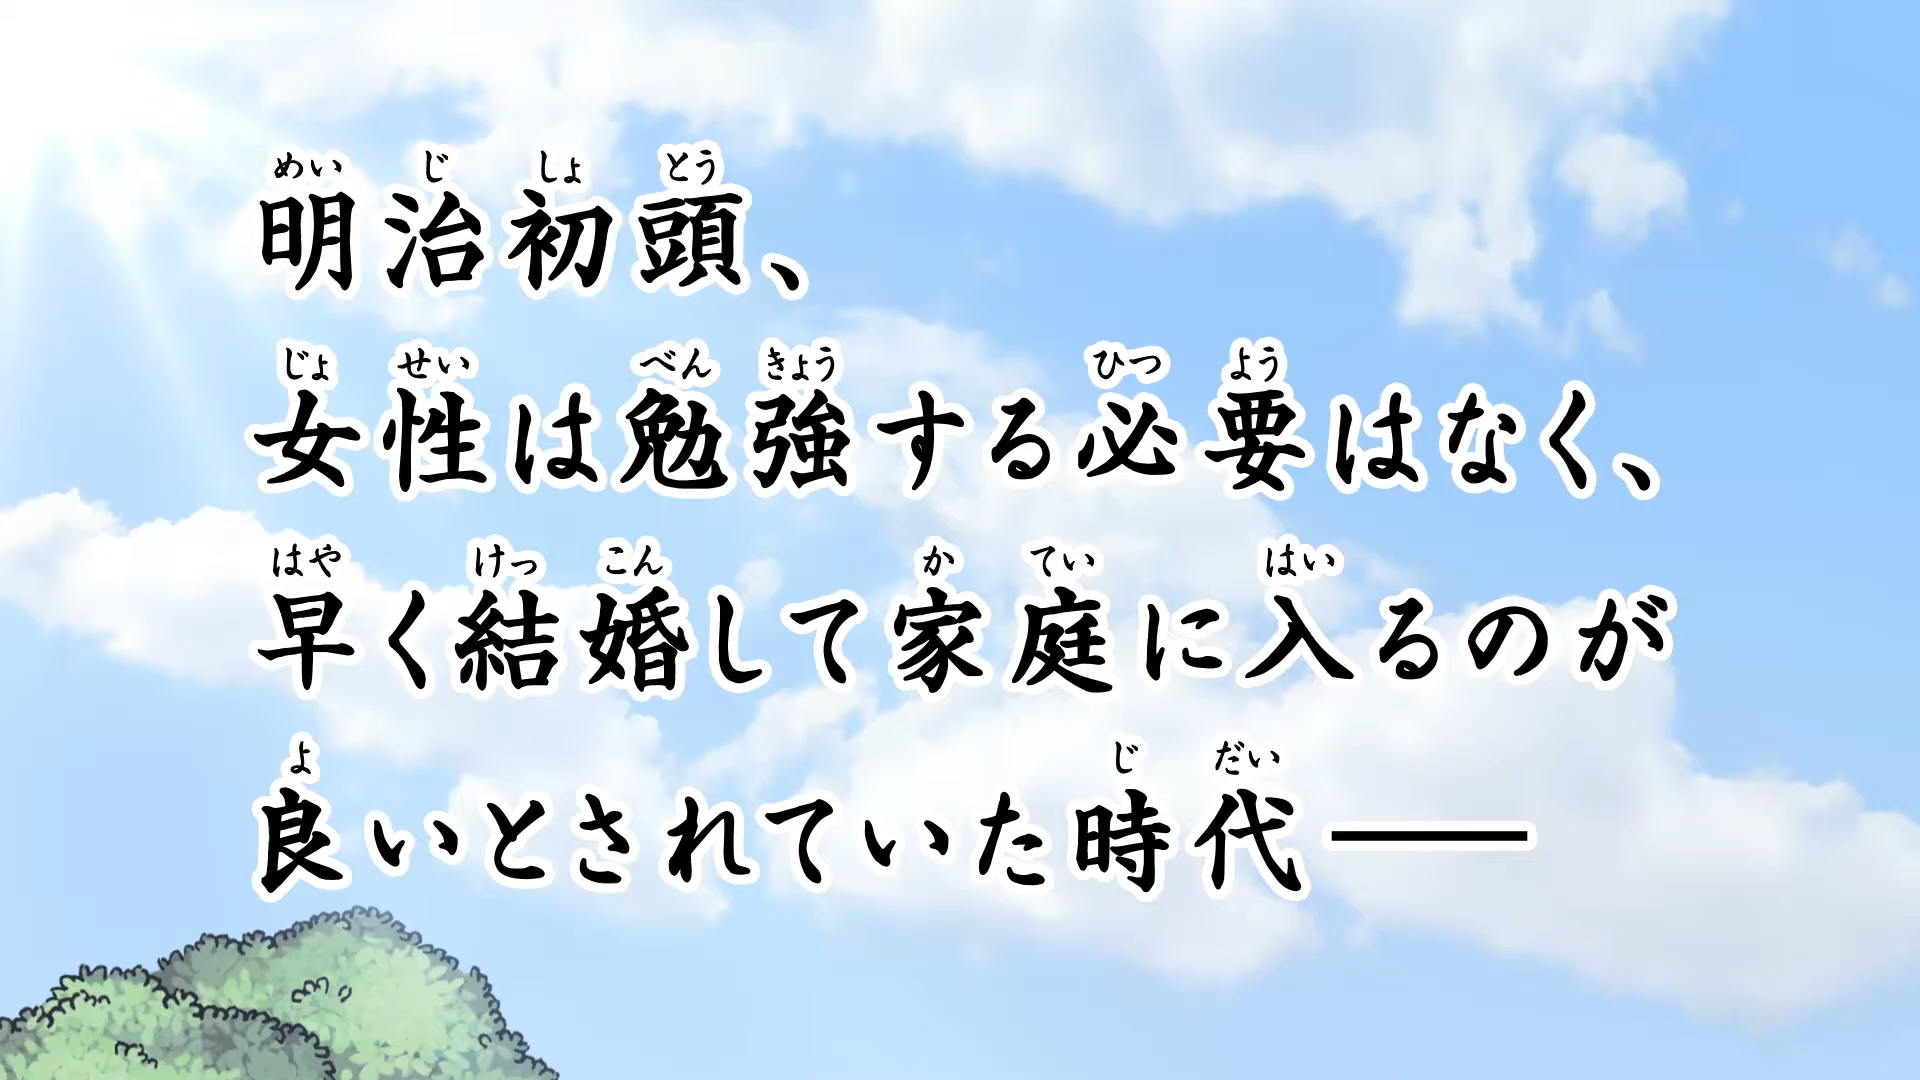 明治初頭、
女性は勉強する必要はなく、
早く結婚して家庭に入るのが
良いとされていた時代――